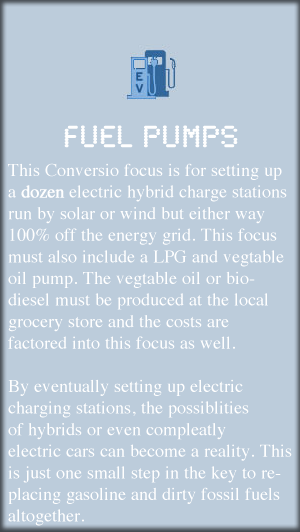 EV
FUEL PUMPS
This Conversio focus is for setting up
a dozen electric hybrid charge stations
run by solar or wind but either way
100% off the energy grid. This focus
must also include a LPG and vegtable
oil pump. The vegtable oil or bio-
diesel must be produced at the local
grocery store and the costs are
factored into this focus as well.

By eventually setting up electric
charging stations, the possiblities
of hybrids or even compleatly
electric cars can become a reality. This
is just one small step in the key to re-
placing gasoline and dirty fossil fuels
altogether.